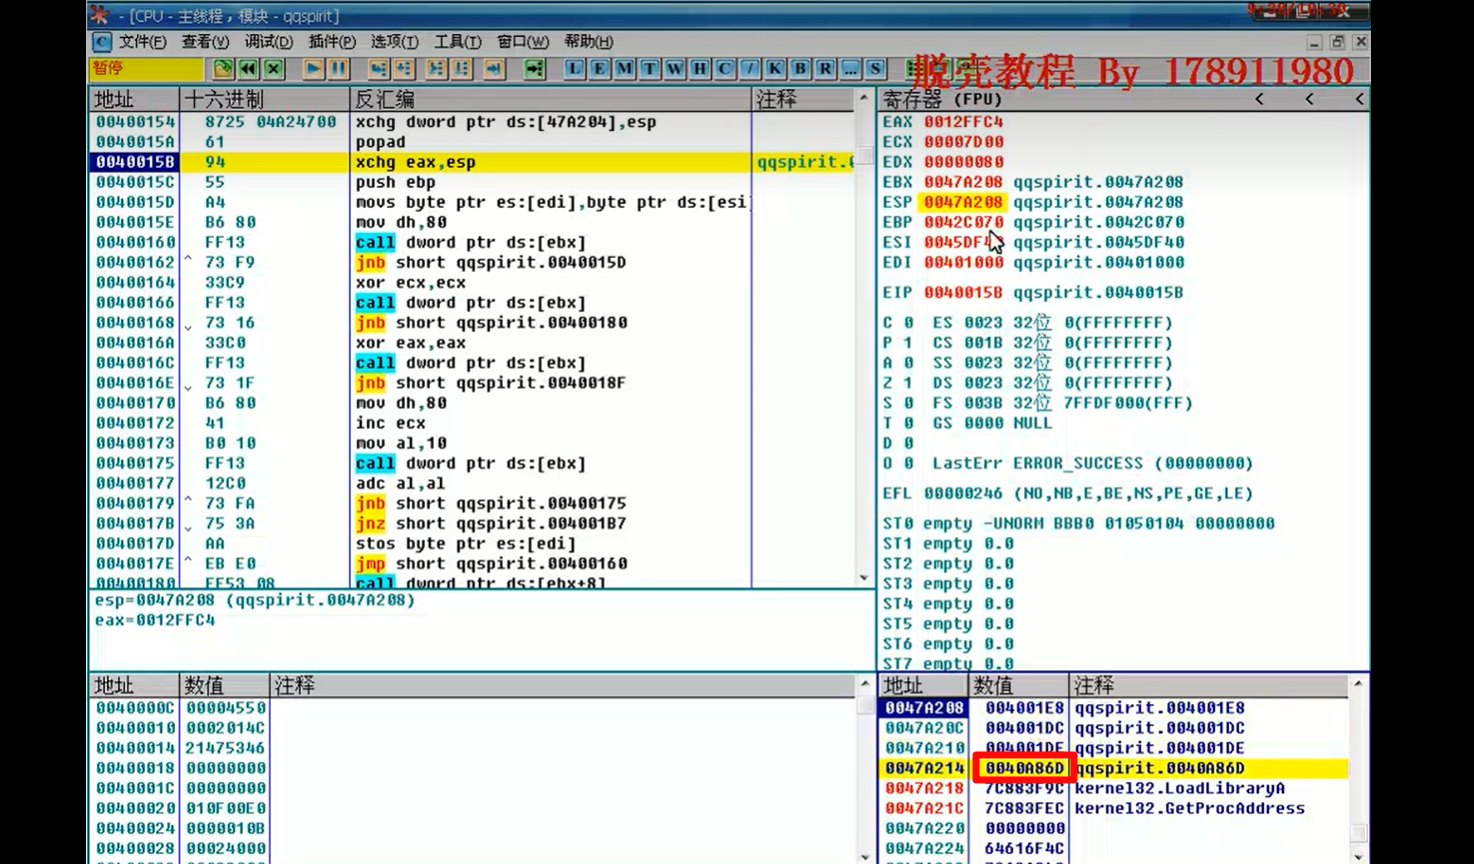 - [CPU - 主线程, 模块 - qqspirit]
文件(F) 查看(V) 调试(D) 插件(P) 选项(T) 工具(T) 窗口(W) 帮助(H)
暂停
L E M T W H C / K B R ... S
脱壳教程 By 178911980
地址 十六进制 反汇编 注释
00400154 8725 04A24700 xchg dword ptr ds:[47A204],esp
0040015A 61 popad
0040015B 94 xchg eax,esp qqspirit.0
0040015C 55 push ebp
0040015D A4 movs byte ptr es:[edi],byte ptr ds:[esi]
0040015E B6 80 mov dh,80
00400160 FF13 call dword ptr ds:[ebx]
00400162 ^ 73 F9 jnb short qqspirit.0040015D
00400164 33C9 xor ecx,ecx
00400166 FF13 call dword ptr ds:[ebx]
00400168 73 16 jnb short qqspirit.00400180
0040016A 33C0 xor eax,eax
0040016C FF13 call dword ptr ds:[ebx]
0040016E 73 1F jnb short qqspirit.0040018F
00400170 B6 80 mov dh,80
00400172 41 inc ecx
00400173 B0 10 mov al,10
00400175 FF13 call dword ptr ds:[ebx]
00400177 12C0 adc al,al
00400179 ^ 73 FA jnb short qqspirit.00400175
0040017B 75 3A jnz short qqspirit.004001B7
0040017D AA stos byte ptr es:[edi]
0040017E ^ EB E0 jmp short qqspirit.00400160
00400180 FF53 08 call dword ptr ds:[ebx+8]
esp=0047A208 (qqspirit.0047A208)
eax=0012FFC4
寄存器 (FPU) < < <
EAX 0012FFC4
ECX 00007D00
EDX 00000080
EBX 0047A208 qqspirit.0047A208
ESP 0047A208 qqspirit.0047A208
EBP 0042C070 qqspirit.0042C070
ESI 0045DF40 qqspirit.0045DF40
EDI 00401000 qqspirit.00401000
EIP 0040015B qqspirit.0040015B
C 0 ES 0023 32位 0(FFFFFFFF)
P 1 CS 001B 32位 0(FFFFFFFF)
A 0 SS 0023 32位 0(FFFFFFFF)
Z 1 DS 0023 32位 0(FFFFFFFF)
S 0 FS 003B 32位 7FFDF000(FFF)
T 0 GS 0000 NULL
D 0
O 0 LastErr ERROR_SUCCESS (00000000)
EFL 00000246 (NO,NB,E,BE,NS,PE,GE,LE)
ST0 empty -UNORM BBB0 01050104 00000000
ST1 empty 0.0
ST2 empty 0.0
ST3 empty 0.0
ST4 empty 0.0
ST5 empty 0.0
ST6 empty 0.0
ST7 empty 0.0
地址 数值 注释
0040000C 00004550
00400010 0002014C
00400014 21475346
00400018 00000000
0040001C 00000000
00400020 010F00E0
00400024 0000010B
00400028 00024000
地址 数值 注释
0047A208 004001E8 qqspirit.004001E8
0047A20C 004001DC qqspirit.004001DC
0047A210 004001DE qqspirit.004001DE
0047A214 0040A86D qqspirit.0040A86D
0047A218 7C883F9C kernel32.LoadLibraryA
0047A21C 7C883FEC kernel32.GetProcAddress
0047A220 00000000
0047A224 64616F4C